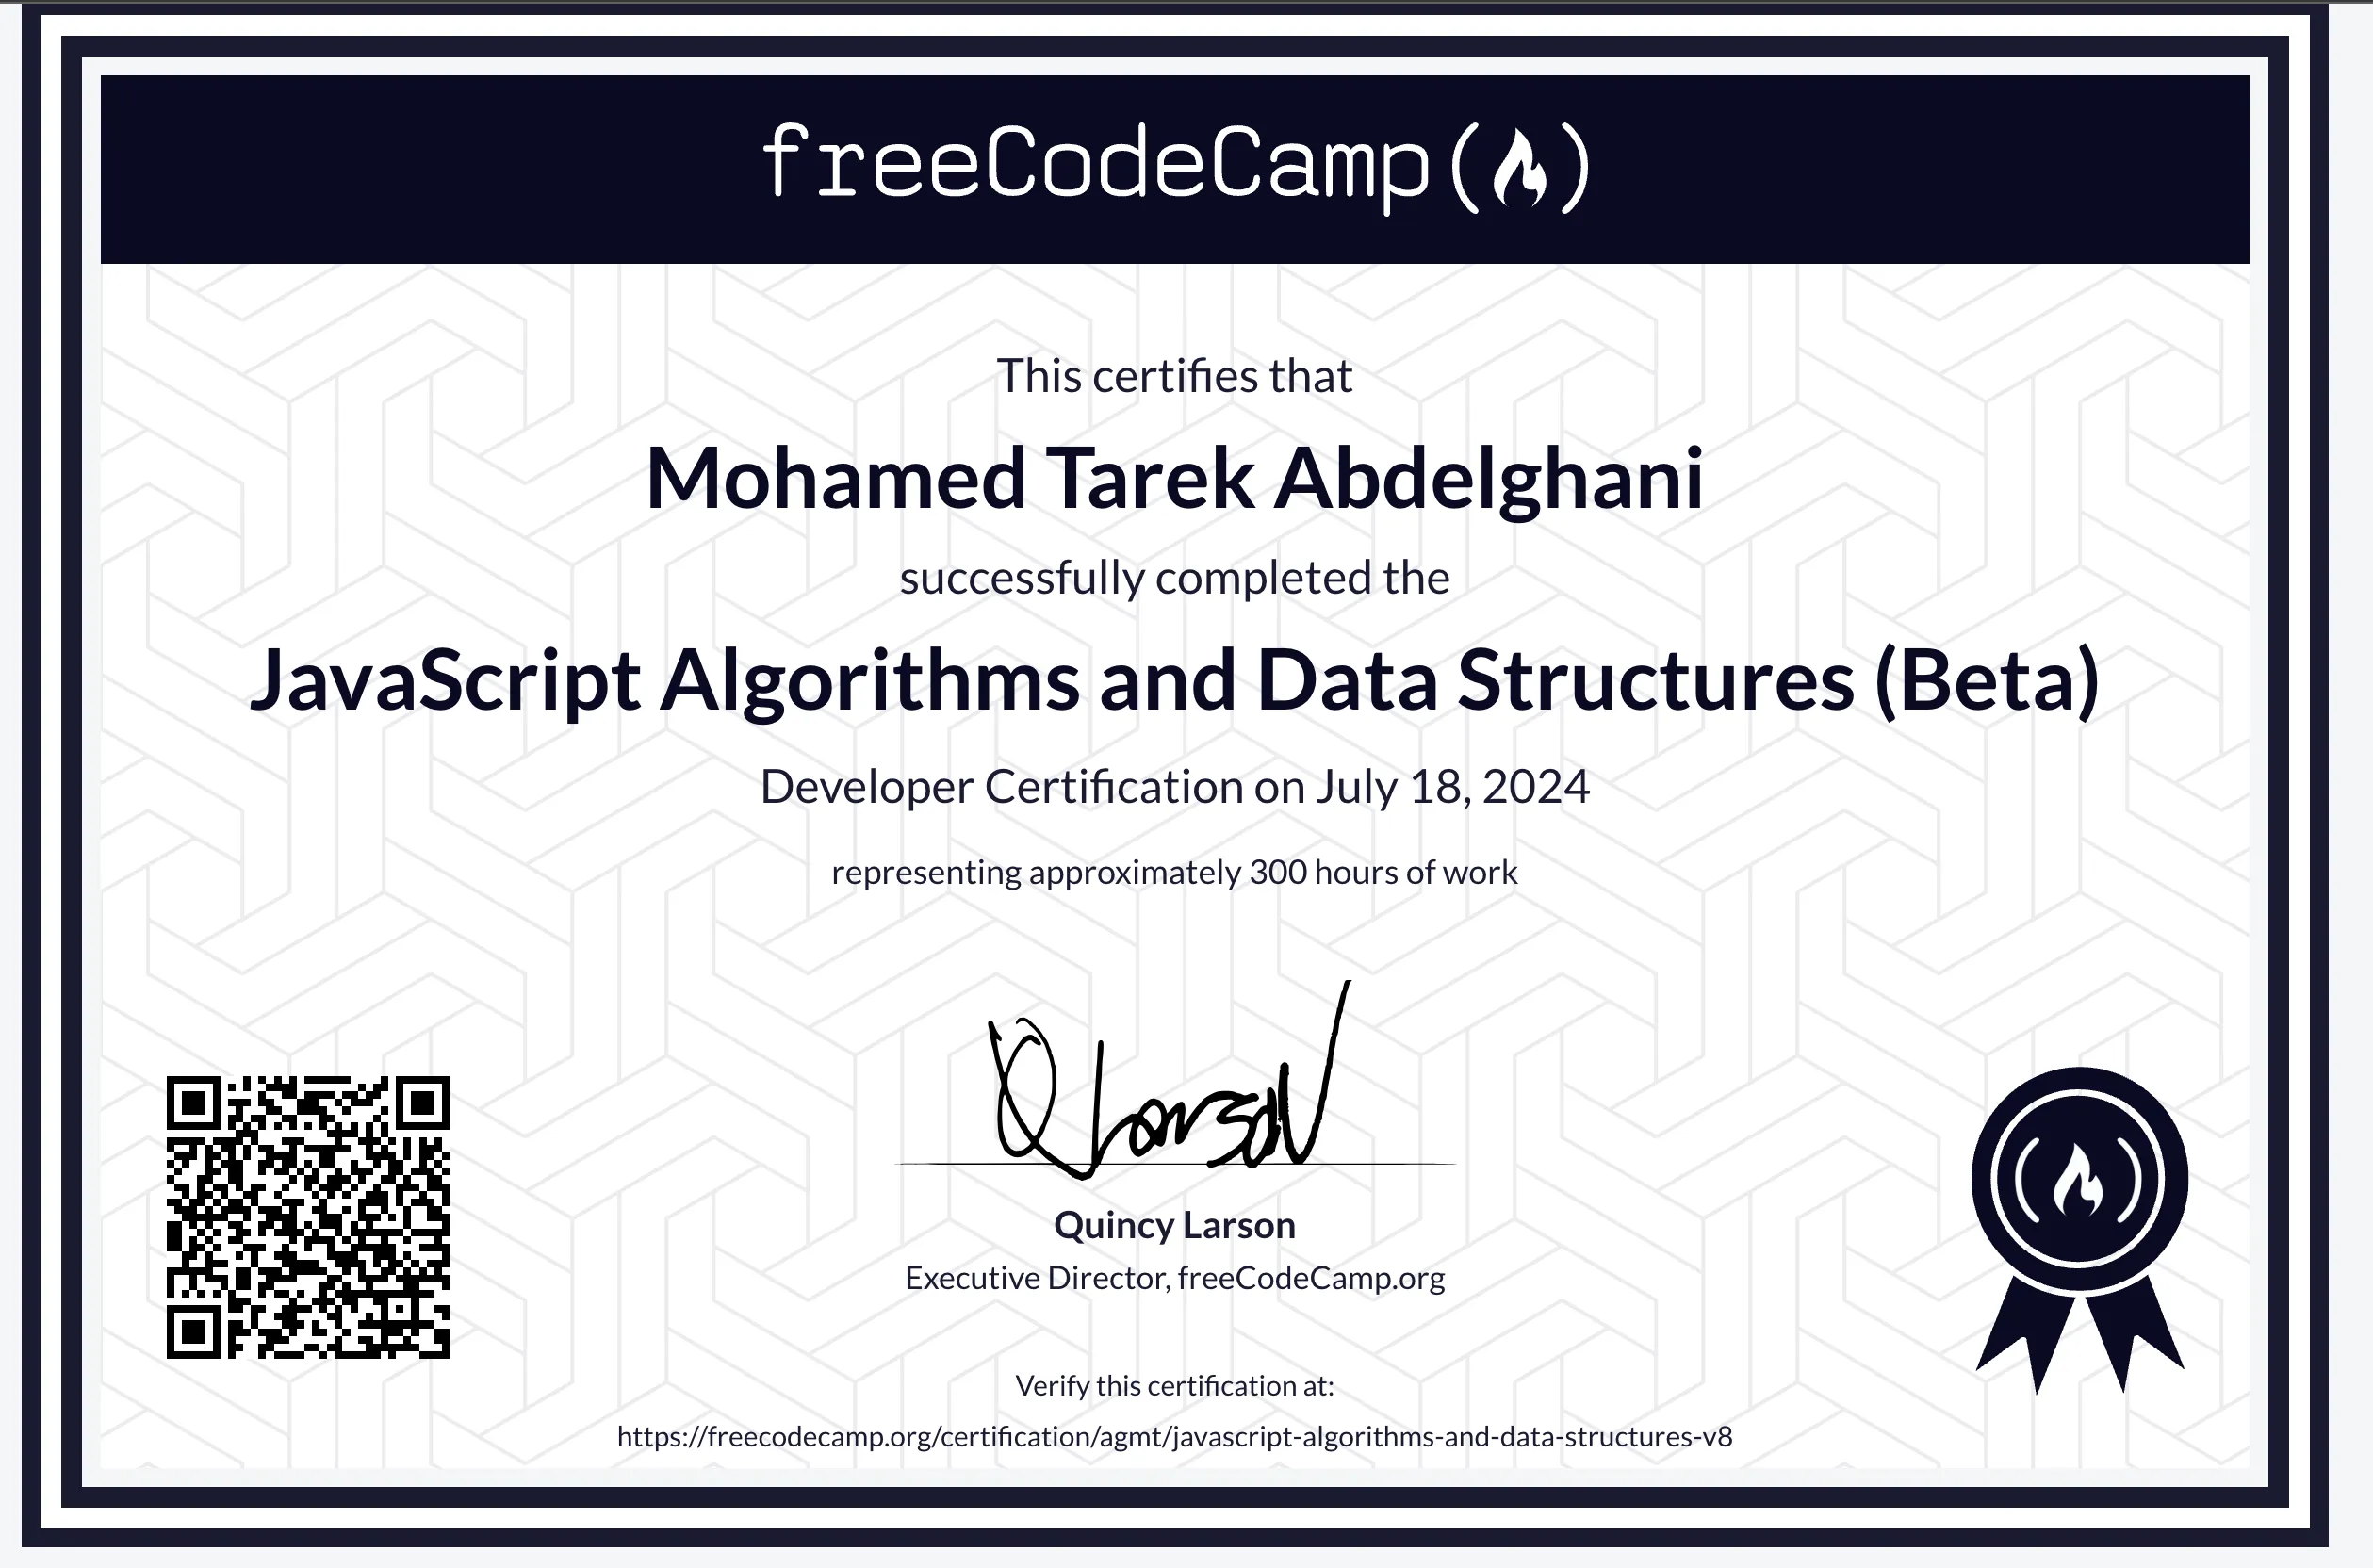 freeCodeCamp
This certifies that
Mohamed Tarek Abdelghani
successfully completed the
JavaScript Algorithms and Data Structures (Beta)
Developer Certification on July 18, 2024
representing approximately 300 hours of work
Quincy Larson
Executive Director, freeCodeCamp.org
Verify this certification at:
https://freecodecamp.org/certification/agmt/javascript-algorithms-and-data-structures-v8